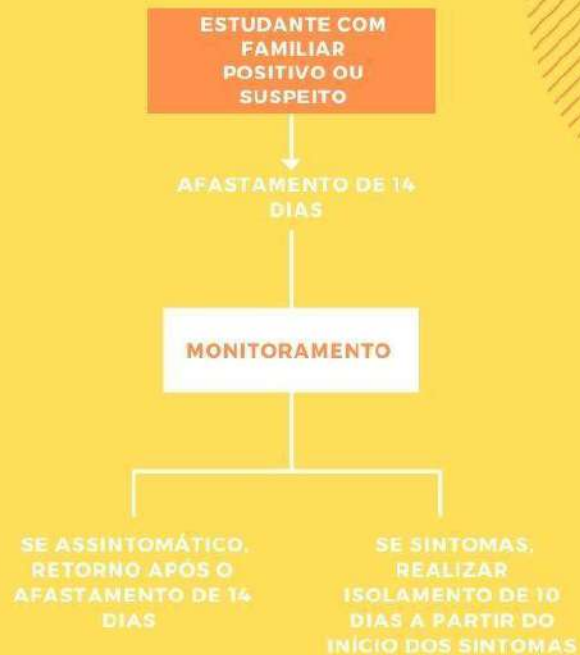 ESTUDANTE COM
FAMILIAR
POSITIVO OU
SUSPEITO
AFASTAMENTO DE 14
DIAS
MONITORAMENTO
SE ASSINTOMÁTICO,
RETORNO APÓS O
AFASTAMENTO DE 14
DIAS
SE SINTOMAS,
REALIZAR
ISOLAMENTO DE 10
DIAS A PARTIR DO
INÍCIO DOS SINTOMAS